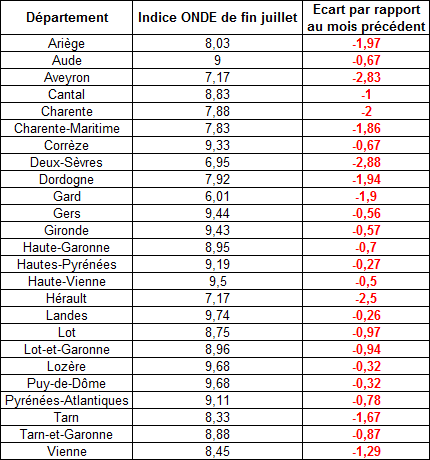 Département Indice ONDE de fin juillet Ecart par rapport
au mois précédent
Ariège 8,03 -1,97
Aude 9 -0,67
Aveyron 7,17 -2,83
Cantal 8,83 -1
Charente 7,88 -2
Charente-Maritime 7,83 -1,86
Corrèze 9,33 -0,67
Deux-Sèvres 6,95 -2,88
Dordogne 7,92 -1,94
Gard 6,01 -1,9
Gers 9,44 -0,56
Gironde 9,43 -0,57
Haute-Garonne 8,95 -0,7
Hautes-Pyrénées 9,19 -0,27
Haute-Vienne 9,5 -0,5
Hérault 7,17 -2,5
Landes 9,74 -0,26
Lot 8,75 -0,97
Lot-et-Garonne 8,96 -0,94
Lozère 9,68 -0,32
Puy-de-Dôme 9,68 -0,32
Pyrénées-Atlantiques 9,11 -0,78
Tarn 8,33 -1,67
Tarn-et-Garonne 8,88 -0,87
Vienne 8,45 -1,29